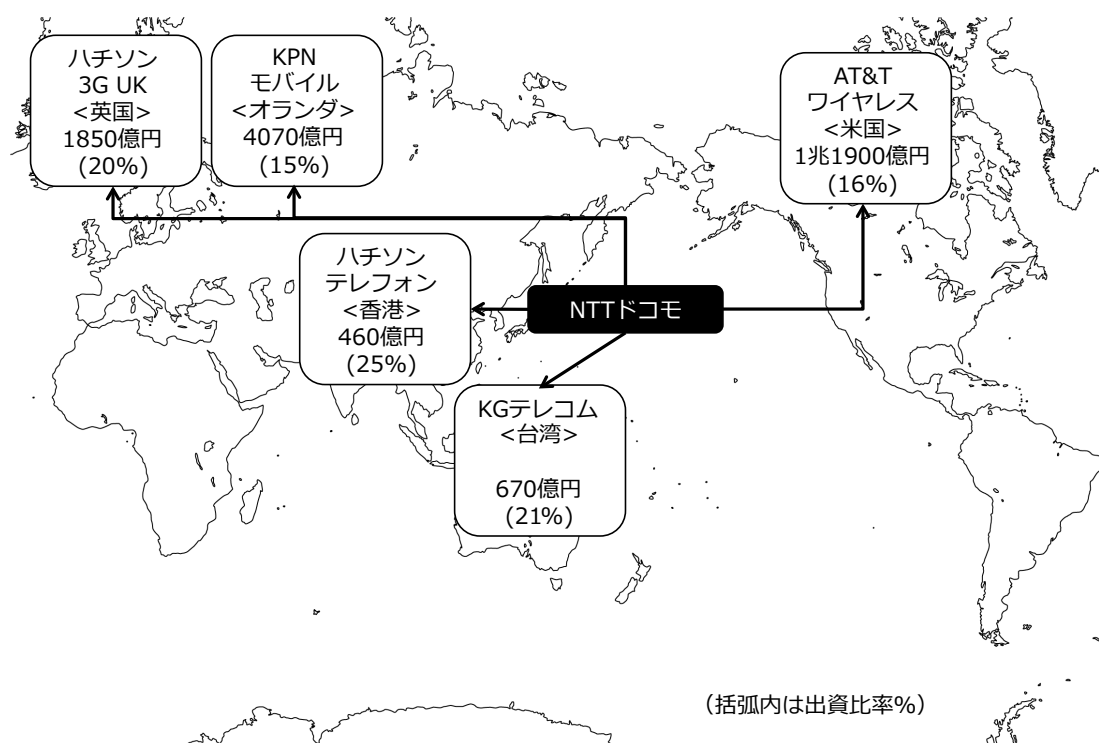 ハチソン
3G UK
<英国>
1850億円
(20%)
KPN
モバイル
<オランダ>
4070億円
(15%)
AT&T
ワイヤレス
<米国>
1兆1900億円
(16%)
ハチソン
テレフォン
<香港>
460億円
(25%)
NTTドコモ
KGテレコム
<台湾>
670億円
(21%)
（括弧内は出資比率%）